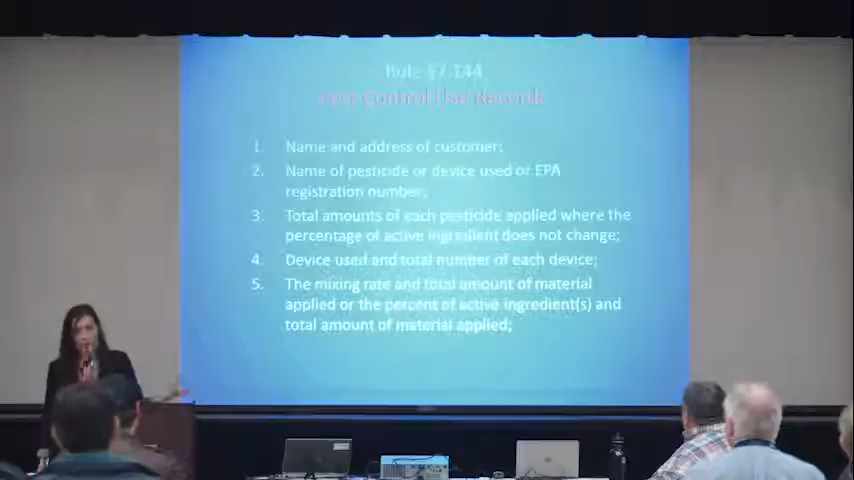 Rule §7.144
Pest Control Use Records
1. Name and address of customer;
2. Name of pesticide or device used or EPA
registration number;
3. Total amounts of each pesticide applied where the
percentage of active ingredient does not change;
4. Device used and total number of each device;
5. The mixing rate and total amount of material
applied or the percent of active ingredient(s) and
total amount of material applied;